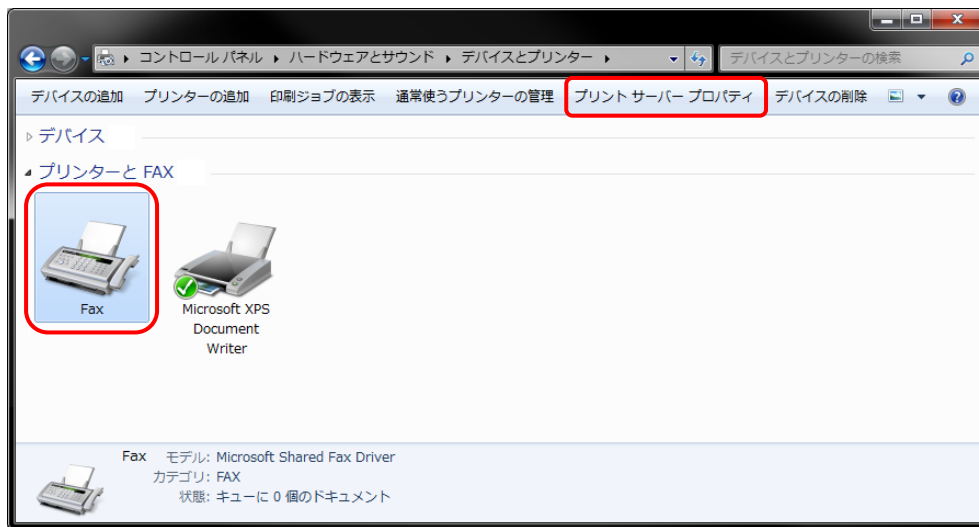 コントロール パネル ハードウェアとサウンド デバイスとプリンター デバイスとプリンターの検索
デバイスの追加 プリンターの追加 印刷ジョブの表示 通常使うプリンターの管理 プリント サーバー プロパティ デバイスの削除
デバイス
プリンターと FAX
Fax
Microsoft XPS
Document
Writer
Fax モデル: Microsoft Shared Fax Driver
カテゴリ: FAX
状態: キューに 0 個のドキュメント